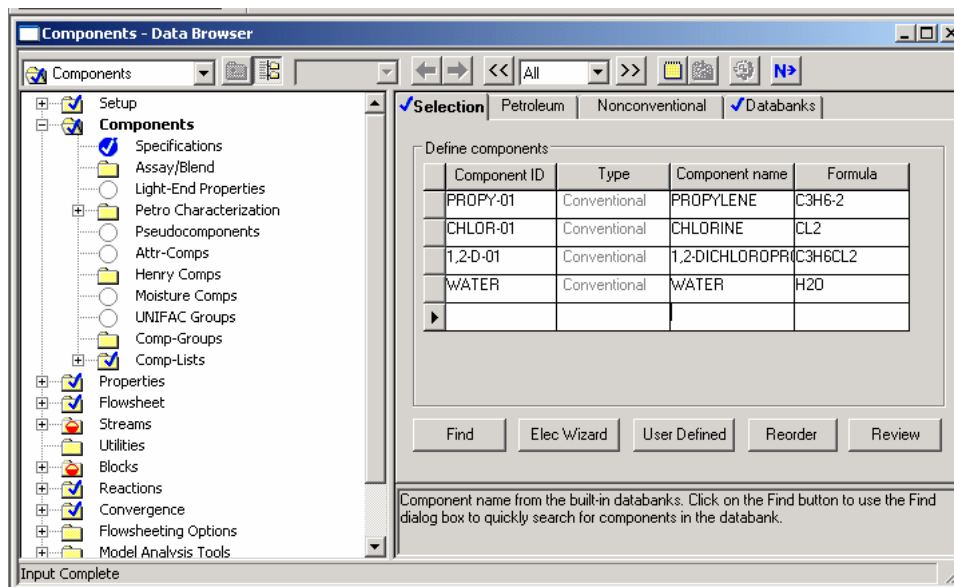 Components - Data Browser
Components
<<
All
>>
N
Setup
Components
Specifications
Assay/Blend
Light-End Properties
Petro Characterization
Pseudocomponents
Attr-Comps
Henry Comps
Moisture Comps
UNIFAC Groups
Comp-Groups
Comp-Lists
Properties
Flowsheet
Streams
Utilities
Blocks
Reactions
Convergence
Flowsheeting Options
Model Analysis Tools
Selection Petroleum Nonconventional Databanks
Define components
Component ID Type Component name Formula
PROPY-01 Conventional PROPYLENE C3H6-2
CHLOR-01 Conventional CHLORINE CL2
1,2-D-01 Conventional 1,2-DICHLOROPR C3H6CL2
WATER Conventional WATER H2O
Find Elec Wizard User Defined Reorder Review
Component name from the built-in databanks. Click on the Find button to use the Find
dialog box to quickly search for components in the databank.
Input Complete